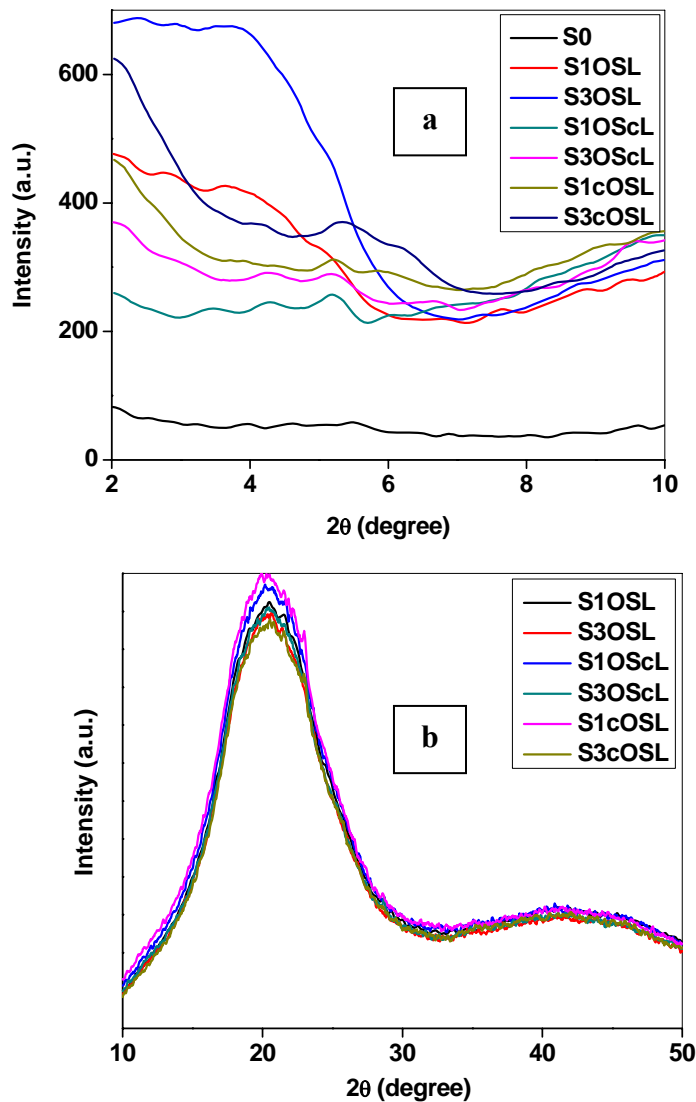 600
400
200
0
Intensity (a.u.)
S0
S1OSL
S3OSL
S1OScL
S3OScL
S1cOSL
S3cOSL
a
2 4 6 8 10
2θ (degree)
Intensity (a.u.)
S1OSL
S3OSL
S1OScL
S3OScL
S1cOSL
S3cOSL
b
10 20 30 40 50
2θ (degree)